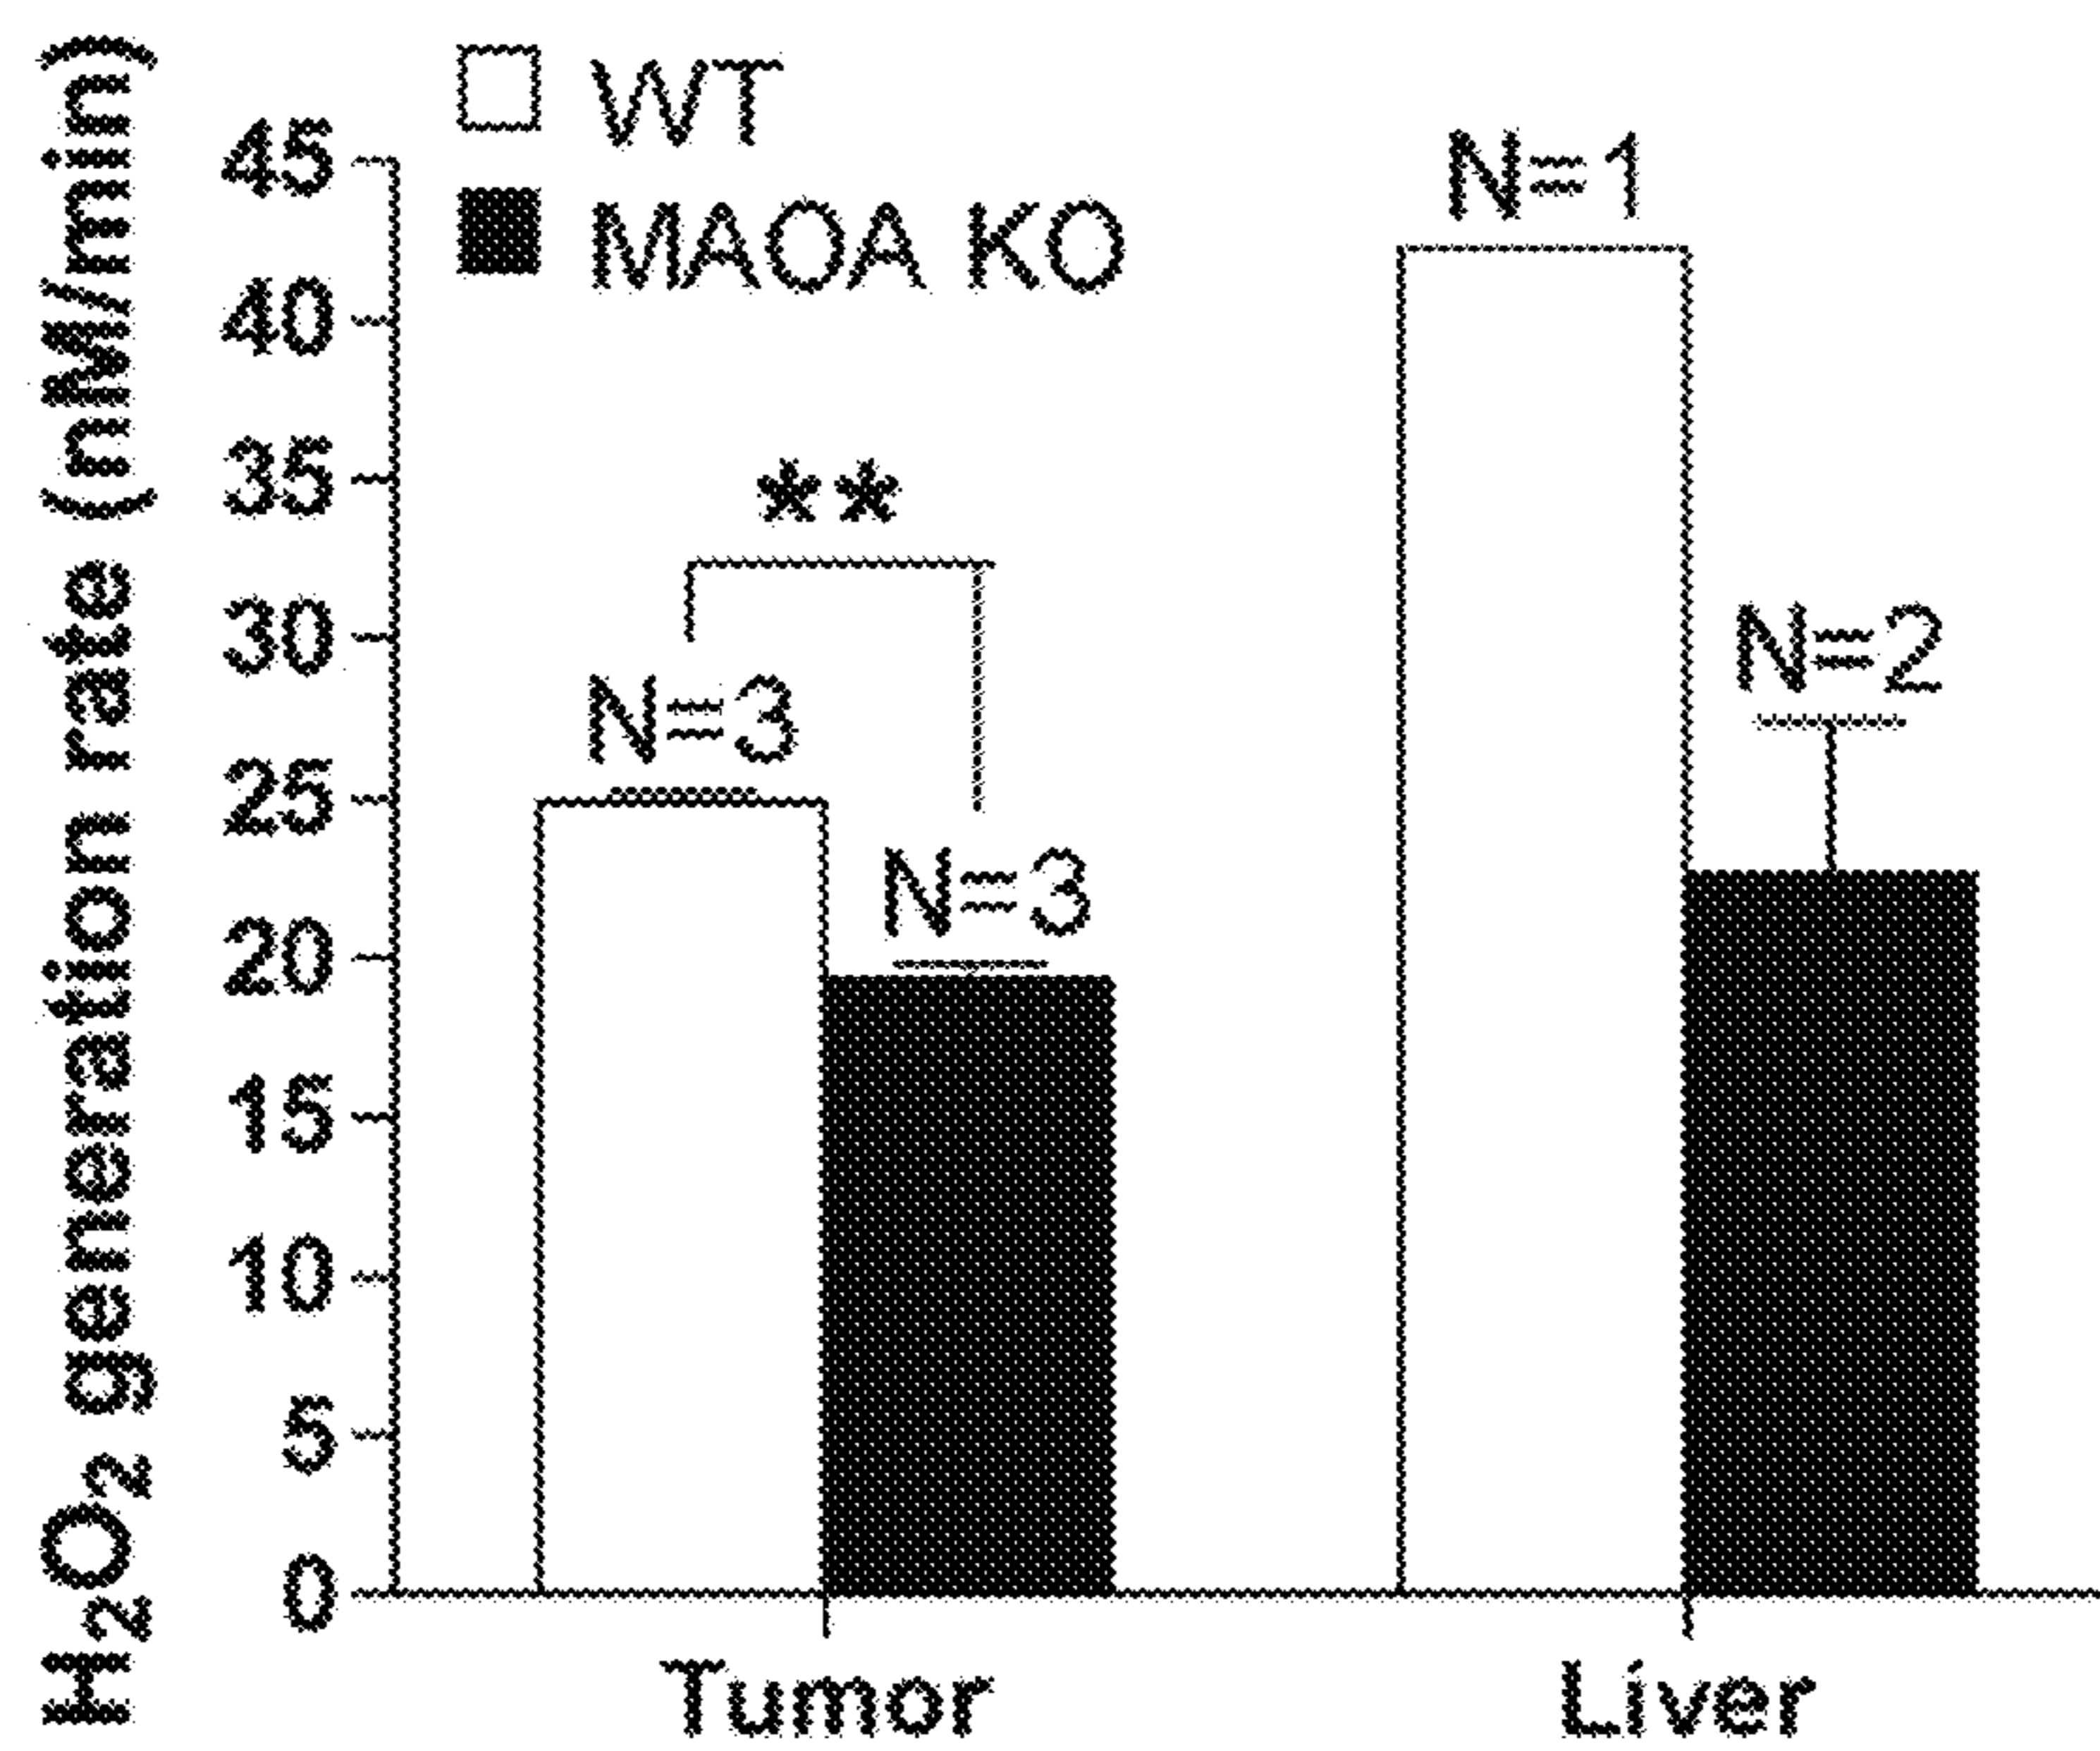 H₂O₂ generation rate (nM/min)
WT
MAOA KO
45
40
35
30
25
20
15
10
5
0
**
N=3
N=3
N=1
N=2
Tumor
Liver